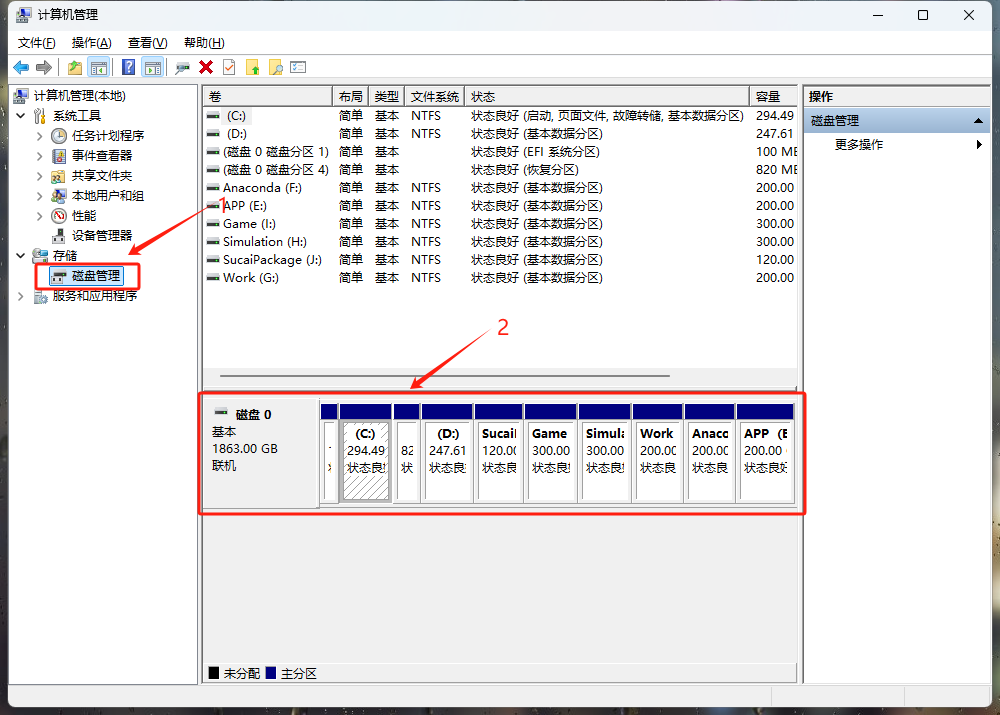 计算机管理
文件(F) 操作(A) 查看(V) 帮助(H)
计算机管理(本地)
系统工具
任务计划程序
事件查看器
共享文件夹
本地用户和组
性能
设备管理器
存储
磁盘管理
服务和应用程序
1
卷 布局 类型 文件系统 状态 容量
(C:) 简单 基本 NTFS 状态良好 (启动, 页面文件, 故障转储, 基本数据分区) 294.49
(D:) 简单 基本 NTFS 状态良好 (基本数据分区) 247.61
(磁盘 0 磁盘分区 1) 简单 基本 状态良好 (EFI 系统分区) 100 ME
(磁盘 0 磁盘分区 4) 简单 基本 状态良好 (恢复分区) 820 ME
Anaconda (F:) 简单 基本 NTFS 状态良好 (基本数据分区) 200.00
APP (E:) 简单 基本 NTFS 状态良好 (基本数据分区) 200.00
Game (I:) 简单 基本 NTFS 状态良好 (基本数据分区) 300.00
Simulation (H:) 简单 基本 NTFS 状态良好 (基本数据分区) 300.00
SucaiPackage (J:) 简单 基本 NTFS 状态良好 (基本数据分区) 120.00
Work (G:) 简单 基本 NTFS 状态良好 (基本数据分区) 200.00
2
磁盘 0
基本
1863.00 GB
联机
(C:) (D:) Sucai Game Simula Work Anaco APP (E
294.49 82 247.61 120.00 300.00 300.00 200.00 200.00 200.00
状态良 状 状态良 状态良 状态良 状态良 状态良 状态良 状态良好
未分配 主分区
操作
磁盘管理
更多操作